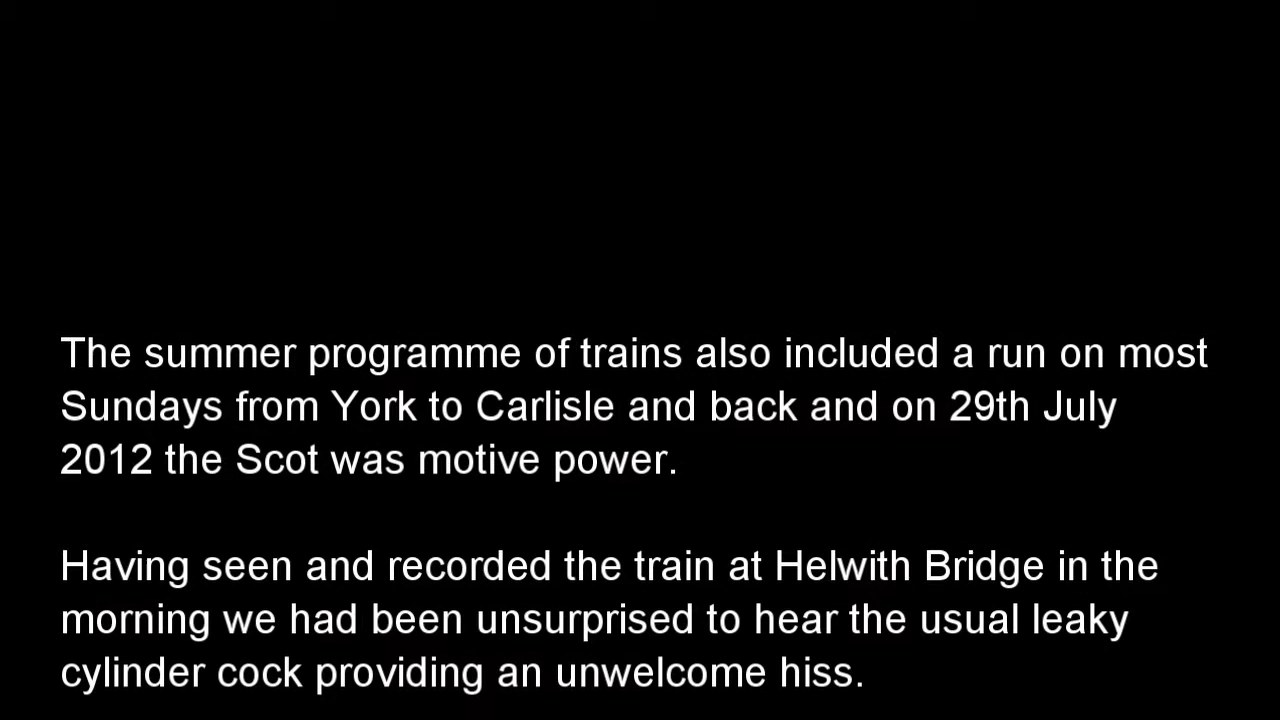 The summer programme of trains also included a run on most
Sundays from York to Carlisle and back and on 29th July
2012 the Scot was motive power.
Having seen and recorded the train at Helwith Bridge in the
morning we had been unsurprised to hear the usual leaky
cylinder cock providing an unwelcome hiss.